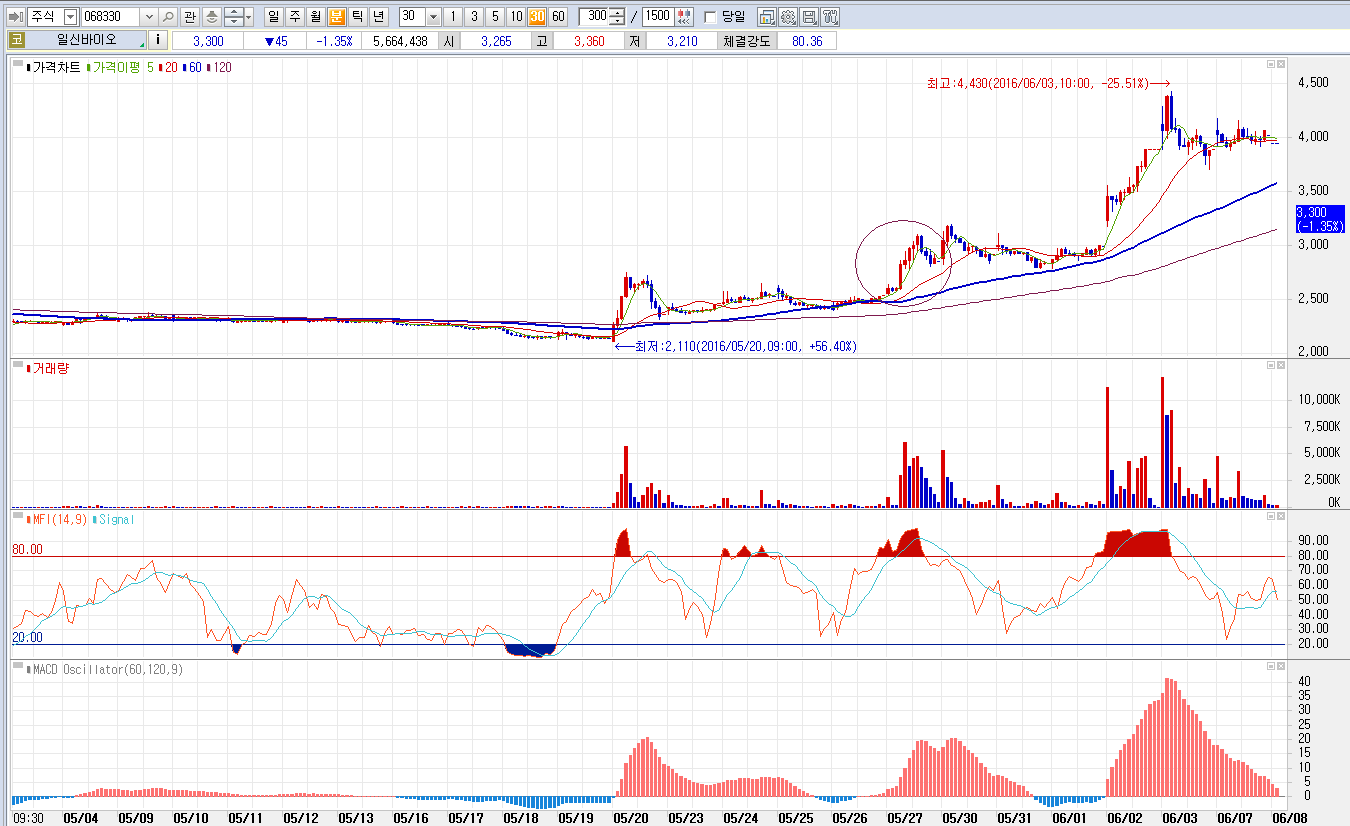 주식 068330 관 일 주 월 분 틱 년 30 1 3 5 10 30 60 300 / 1500 당일
코 일신바이오 i 3,300 ▼45 -1.35% 5,664,438 시 3,265 고 3,360 저 3,210 체결강도 80.36
가격차트 가격이평 5 20 60 120
최고:4,430(2016/06/03,10:00, -25.51%)
4,500
4,000
3,500
3,300
(-1.35%)
3,000
2,500
2,000
최저:2,110(2016/05/20,09:00, +56.40%)
거래량
10,000K
7,500K
5,000K
2,500K
0K
MFI(14,9) Signal
80.00
20.00
90.00
80.00
70.00
60.00
50.00
40.00
30.00
20.00
MACD Oscillator(60,120,9)
40
35
30
25
20
15
10
5
0
09:30 05/04 05/09 05/10 05/11 05/12 05/13 05/16 05/17 05/18 05/19 05/20 05/23 05/24 05/25 05/26 05/27 05/30 05/31 06/01 06/02 06/03 06/07 06/08